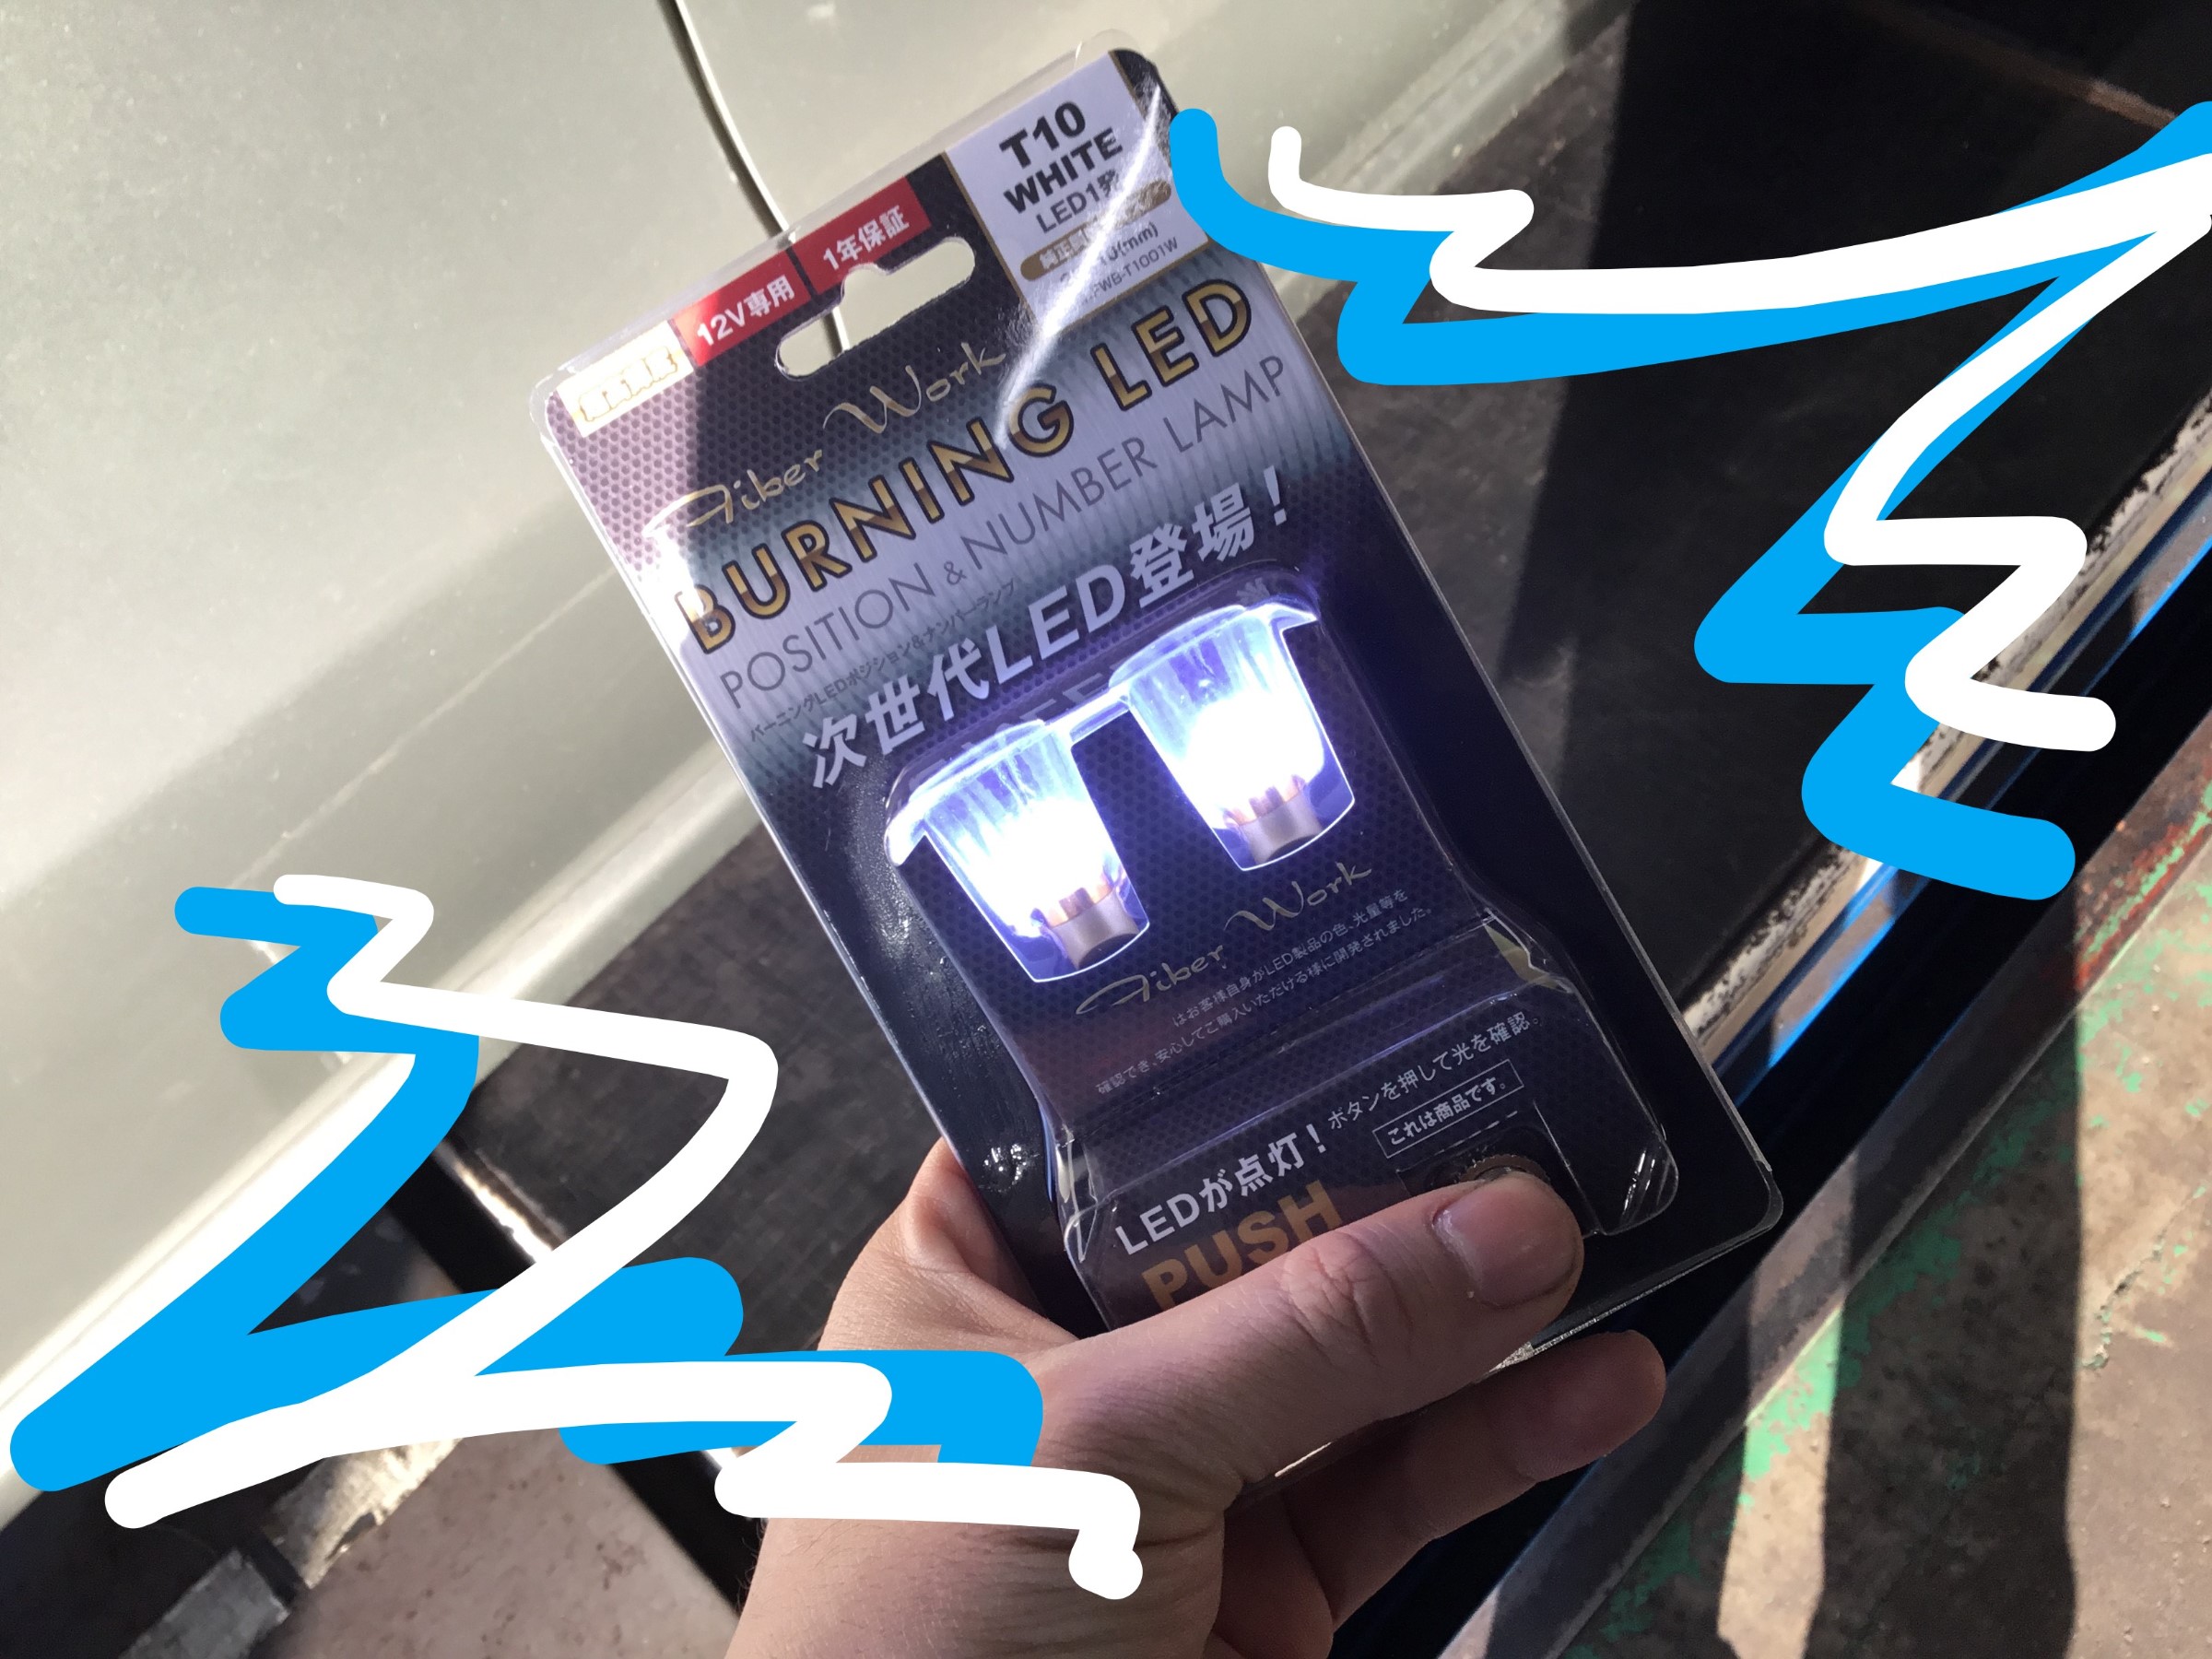 T10
WHITE
LED1発
12V専用 1年保証
Fiber Work
BURNING LED
POSITION & NUMBER LAMP
バーニングLEDポジション&ナンバーランプ
次世代LED登場!
Fiber Work
はお客様自身がLED製品の色、光量等を
確認でき、安心してご購入いただける様に開発されました。
LEDが点灯! ボタンを押して光を確認。
これは商品です。
PUSH